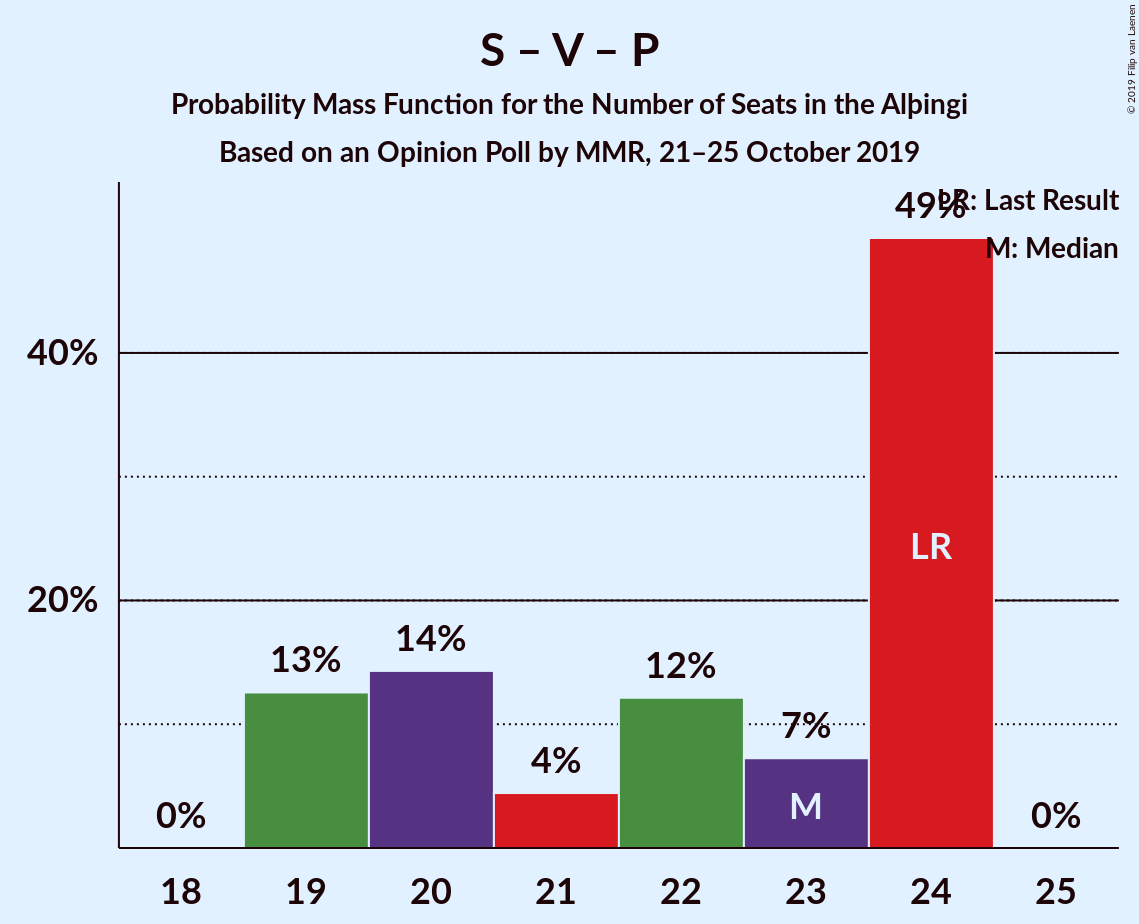 S – V – P
Probability Mass Function for the Number of Seats in the Alþingi
Based on an Opinion Poll by MMR, 21–25 October 2019
© 2019 Filip van Laenen
LR: Last Result
M: Median
40%
20%
0%
13%
14%
4%
12%
7%
49%
0%
M
LR
18 19 20 21 22 23 24 25